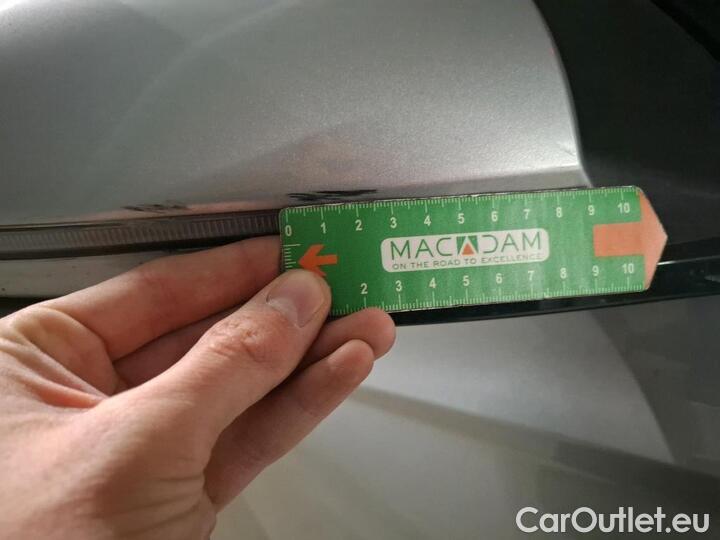 0 1 2 3 4 5 6 7 8 9 10
MACADAM
ON THE ROAD TO EXCELLENCE
2 3 4 5 6 7 8 9 10
CarOutlet.eu